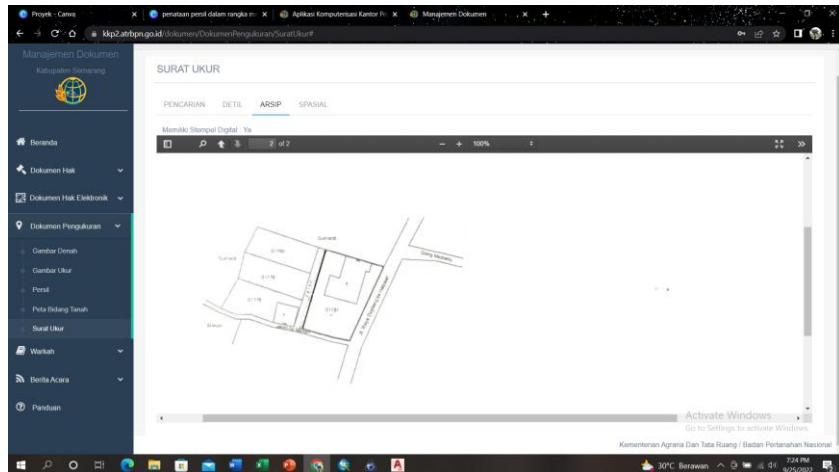 Proyek - Canva
penataan persil dalam rangka
Aplikasi Komputerisasi Kantor
Manajemen Dokumen
kkp2.atrbpn.go.id/dokumen/DokumenPengukuran/SuratUkur#
Manajemen Dokumen
Kabupaten Semarang
Beranda
Dokumen Hak
Dokumen Hak Elektronik
Dokumen Pengukuran
Gambar Denah
Gambar Ukur
Persil
Peta Bidang Tanah
Surat Ukur
Warkah
Berita Acara
Panduan
SURAT UKUR
PENCARIAN DETIL ARSIP SPASIAL
Memiliki Stempel Digital : Ya
2 of 2
100%
Activate Windows
Go to Settings to activate Windows.
Kementerian Agraria Dan Tata Ruang / Badan Pertanahan Nasional
30°C Berawan
7:24 PM
9/25/2022